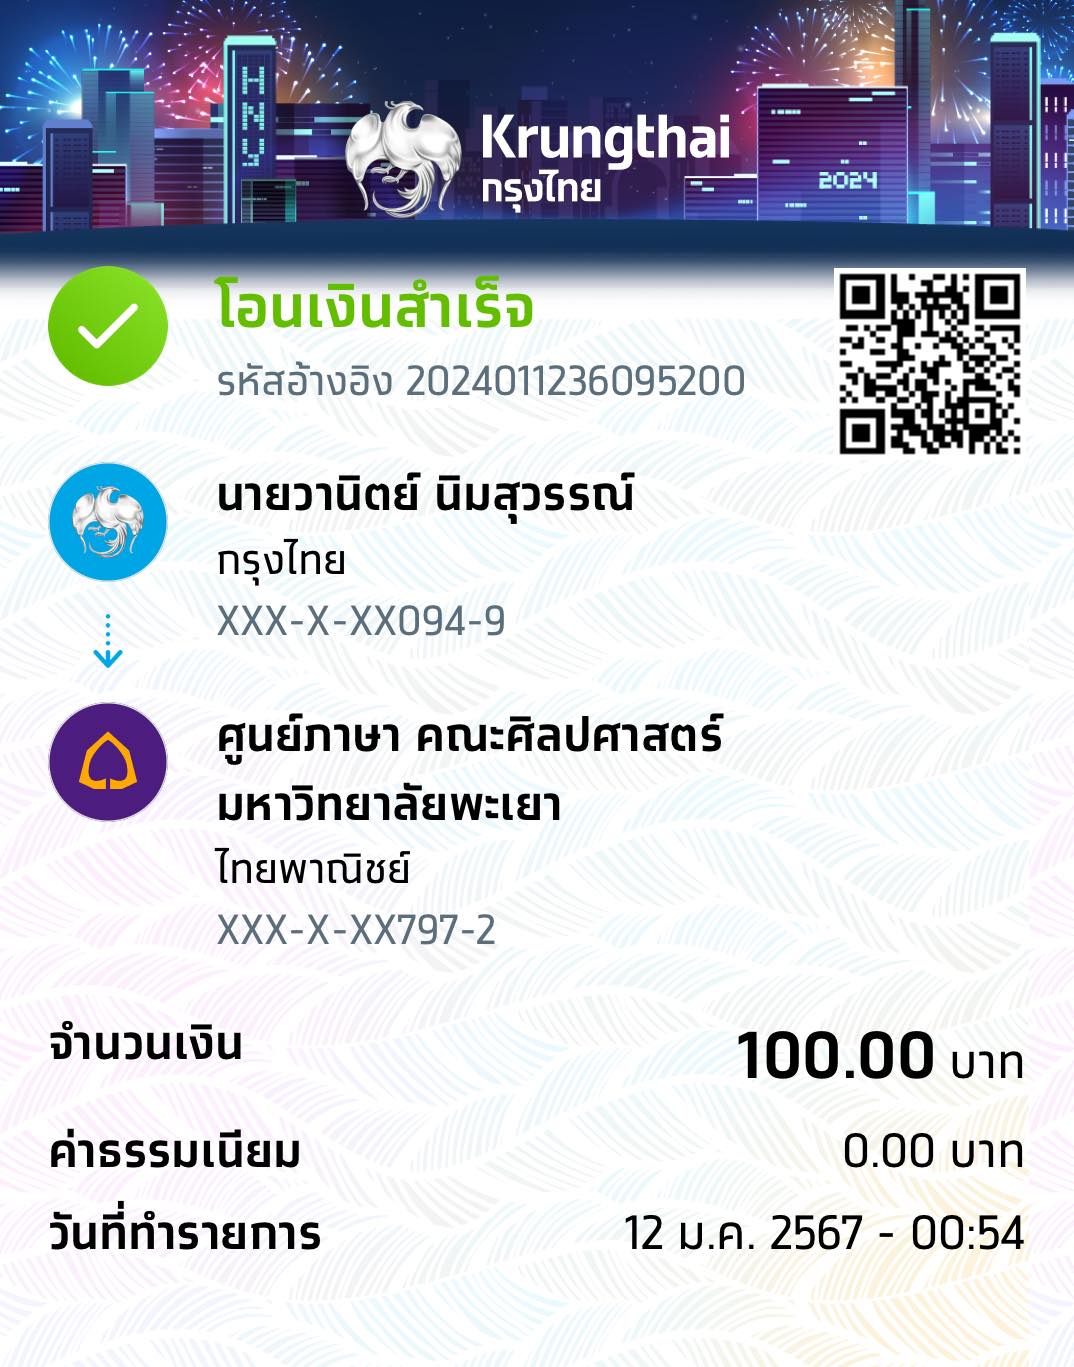 HNY
Krungthai
กรุงไทย
2024
โอนเงินสำเร็จ
รหัสอ้างอิง 2024011236095200
นายวานิตย์ นิมสุวรรณ์
กรุงไทย
XXX-X-XX094-9
ศูนย์ภาษา คณะศิลปศาสตร์
มหาวิทยาลัยพะเยา
ไทยพาณิชย์
XXX-X-XX797-2
จำนวนเงิน 100.00 บาท
ค่าธรรมเนียม 0.00 บาท
วันที่ทำรายการ 12 ม.ค. 2567 - 00:54